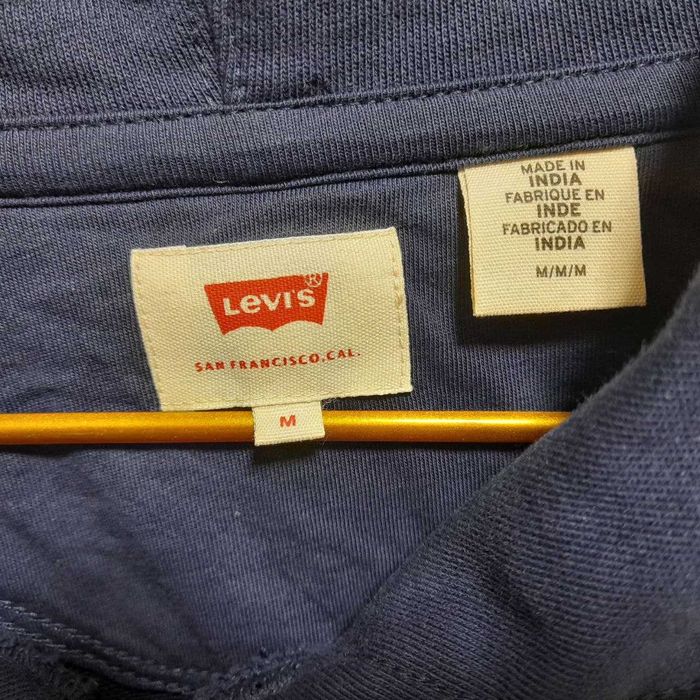 LEVI'S®
SAN FRANCISCO, CAL.
M
MADE IN
INDIA
FABRIQUE EN
INDE
FABRICADO EN
INDIA
M/M/M